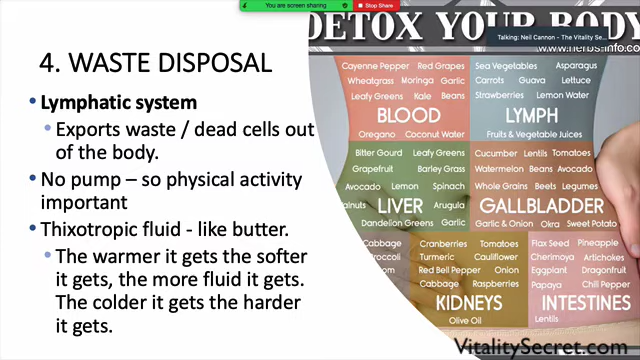 You are screen sharing
Stop Share
DETOX YOUR BODY
Talking: Neil Cannon - The Vitality Se...
www.herbs-info.co
4. WASTE DISPOSAL
• Lymphatic system
• Exports waste / dead cells out
of the body.
• No pump – so physical activity
important
• Thixotropic fluid - like butter.
• The warmer it gets the softer
it gets, the more fluid it gets.
The colder it gets the harder
it gets.
Cayenne Pepper Red Grapes
Wheatgrass Moringa Garlic
Leafy Greens Kale Beans
BLOOD
Oregano Coconut Water
Sea Vegetables Asparagus
Carrots Guava Lettuce
Strawberries Lemon Water
LYMPH
Fruits & Vegetable Juices
Bitter Gourd Leafy Greens
Grapefruit Barley Grass
Avocado Lemon Spinach
alnuts LIVER Arugula
Dandelion Greens Garlic
Cucumber Lentils Tomatoes
Watermelon Beans Avocado
Whole Grains Beets Legumes
GALLBLADDER
Garlic & Onion Okra Sweet Potato
Cabbage Cranberries Tomatoes
roccoli Turmeric Cauliflower
Red Bell Pepper Onion
Cabbage Raspberries
KIDNEYS
Olive Oil
Flax Seed Pineapple
Cherimoya Artichokes
Eggplant Dragonfruit
Papaya Chili Pepper
INTESTINES
Lentils
VitalitySecret.com